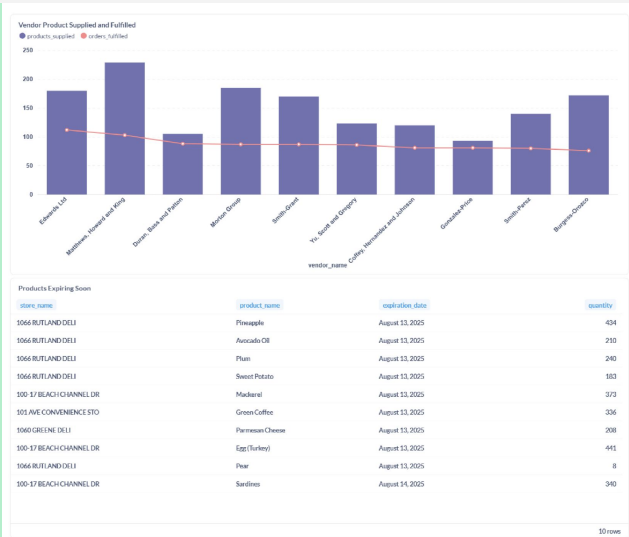 Vendor Product Supplied and Fulfilled
products_supplied orders_fulfilled
250
200
150
100
50
0
Edwards Ltd
Matthews, Howard and King
Duran, Bass and Patton
Morton Group
Smith-Grant
Yu, Scott and Gregory
Coffey, Hernandez and Johnson
Gonzalez-Price
Smith-Perez
Burgess-Orozco
vendor_name
Products Expiring Soon
store_name product_name expiration_date quantity
1066 RUTLAND DELI Pineapple August 13, 2025 434
1066 RUTLAND DELI Avocado Oil August 13, 2025 210
1066 RUTLAND DELI Plum August 13, 2025 240
1066 RUTLAND DELI Sweet Potato August 13, 2025 183
100-17 BEACH CHANNEL DR Mackerel August 13, 2025 373
101 AVE CONVENIENCE STO Green Coffee August 13, 2025 336
1060 GREENE DELI Parmesan Cheese August 13, 2025 208
100-17 BEACH CHANNEL DR Egg (Turkey) August 13, 2025 441
1066 RUTLAND DELI Pear August 13, 2025 8
100-17 BEACH CHANNEL DR Sardines August 14, 2025 340
10 rows